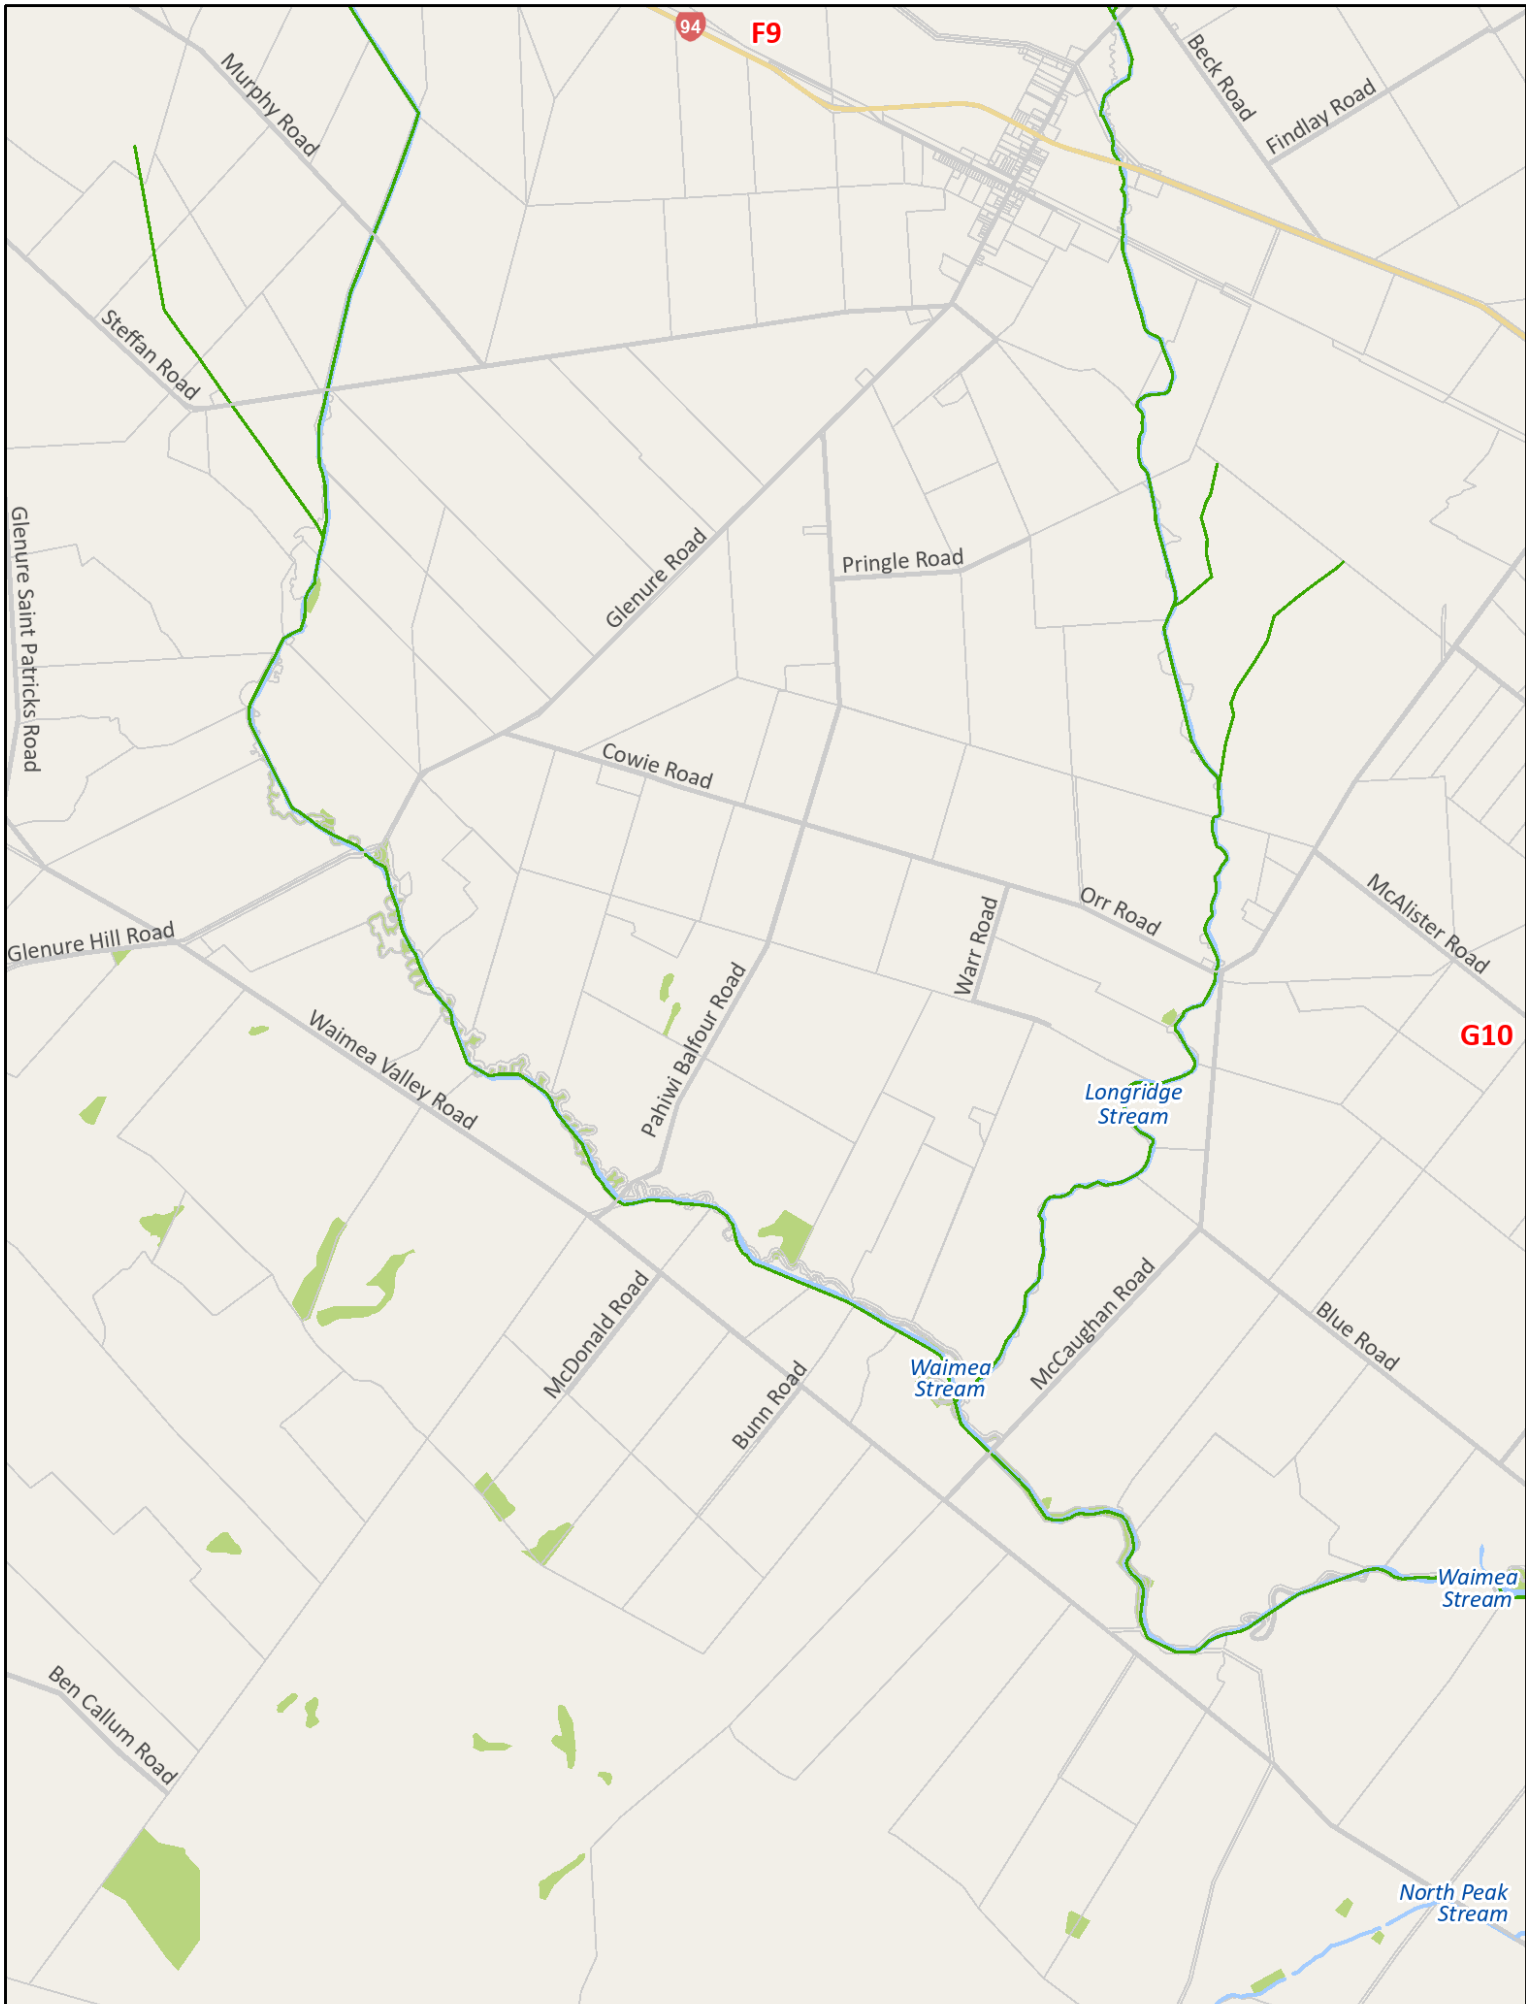 94
F9
Beck Road
Findlay Road
Murphy Road
Steffan Road
Glenure Saint Patricks Road
Glenure Road
Pringle Road
Cowie Road
Orr Road
McAlister Road
Warr Road
Glenure Hill Road
Pahiwi Balfour Road
Waimea Valley Road
G10
Longridge
Stream
McCaughan Road
Blue Road
McDonald Road
Waimea
Stream
Bunn Road
Waimea
Stream
Ben Callum Road
North Peak
Stream